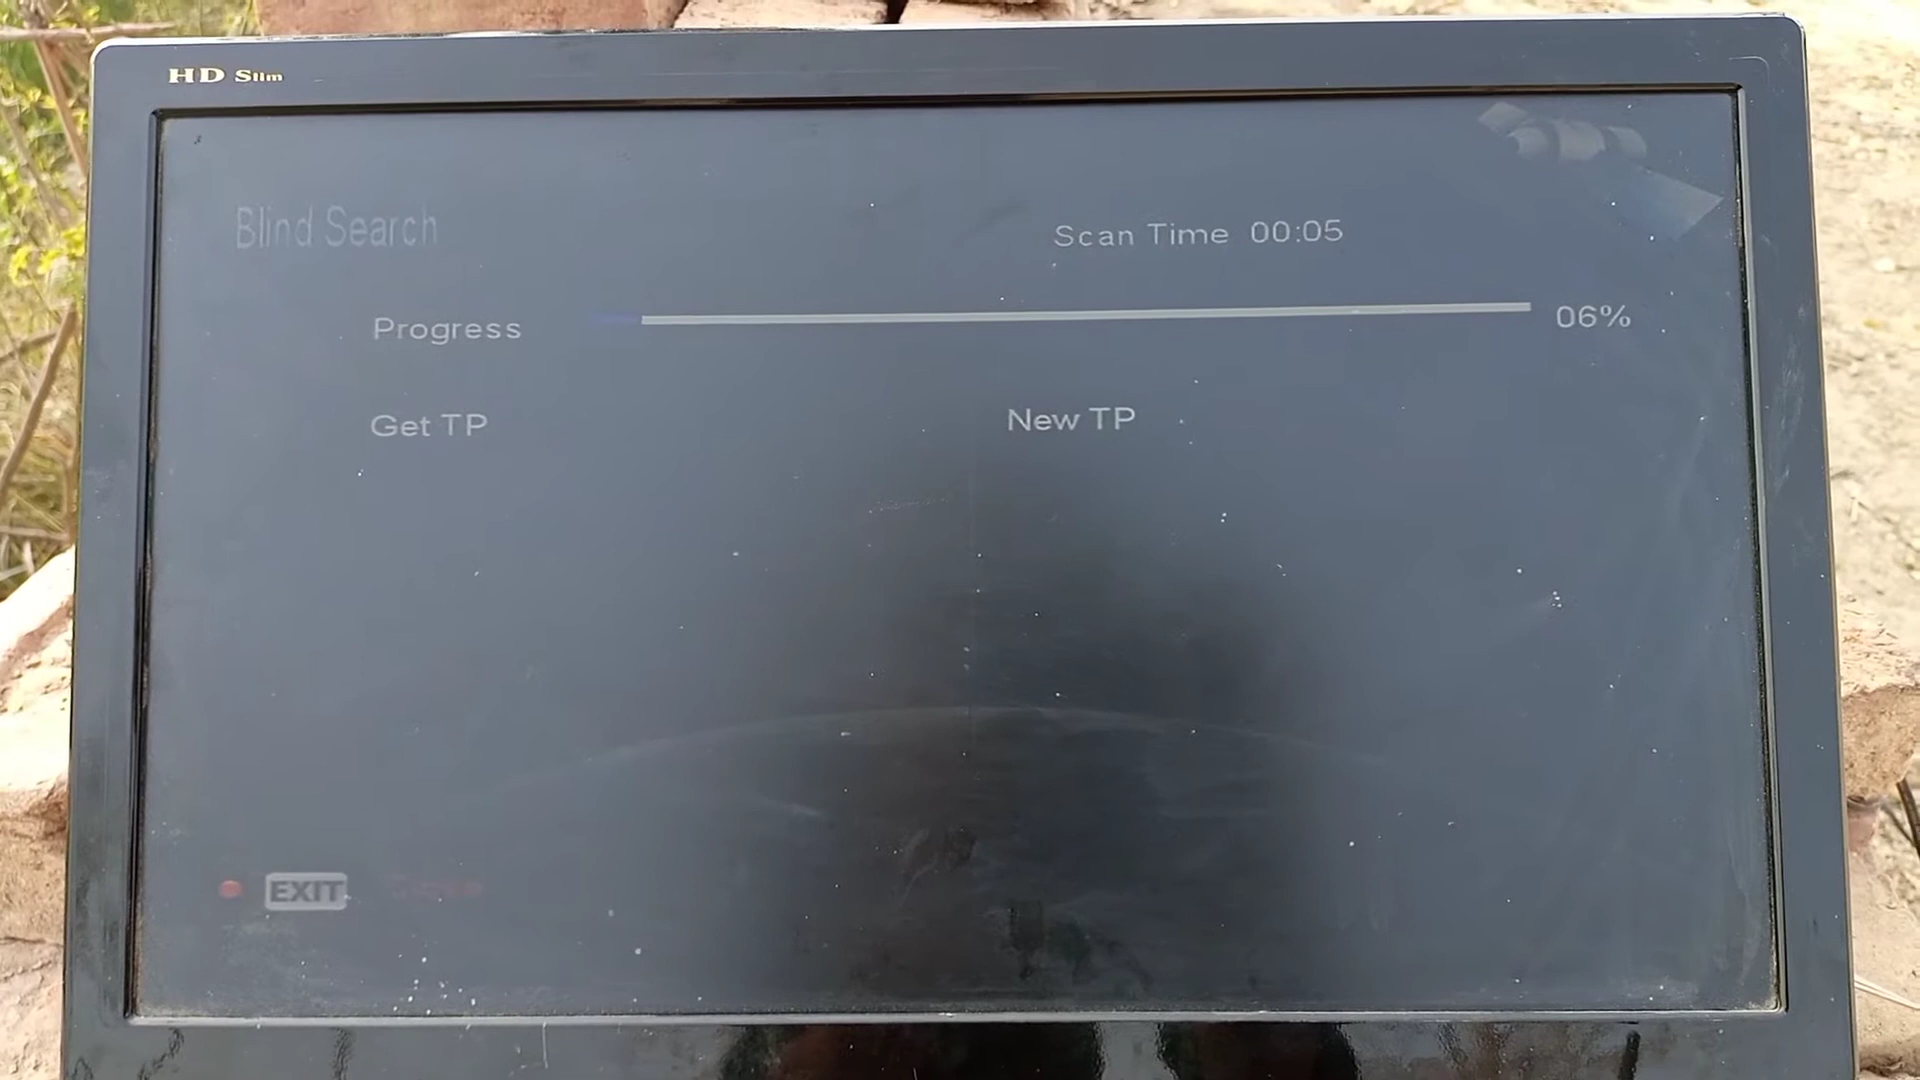 HD Slim
Blind Search
Scan Time 00:05
Progress
06%
Get TP
New TP
EXIT